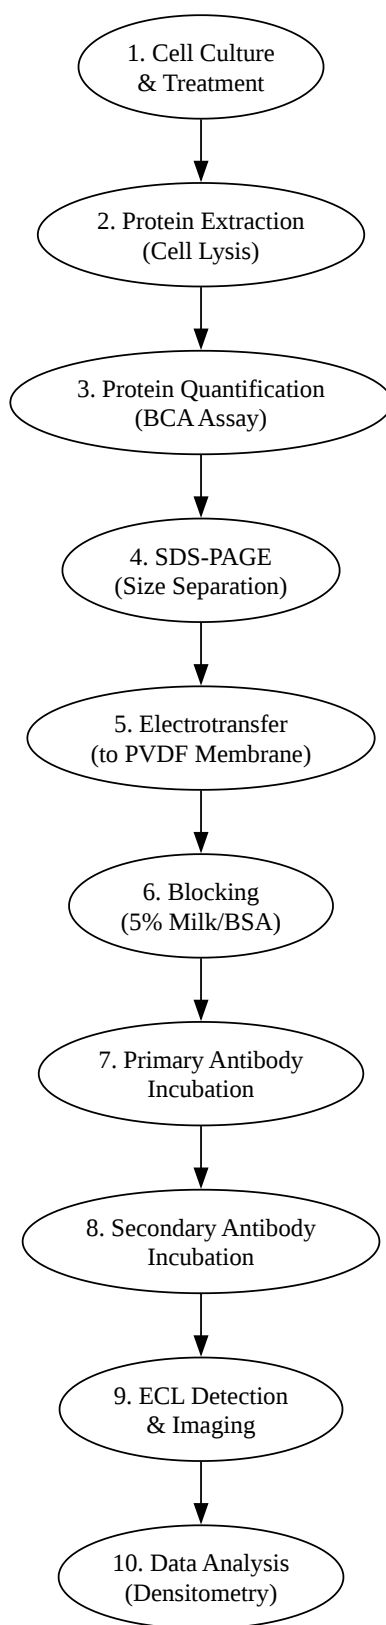 1. Cell Culture
& Treatment
2. Protein Extraction
(Cell Lysis)
3. Protein Quantification
(BCA Assay)
4. SDS-PAGE
(Size Separation)
5. Electrotransfer
(to PVDF Membrane)
6. Blocking
(5% Milk/BSA)
7. Primary Antibody
Incubation
8. Secondary Antibody
Incubation
9. ECL Detection
& Imaging
10. Data Analysis
(Densitometry)